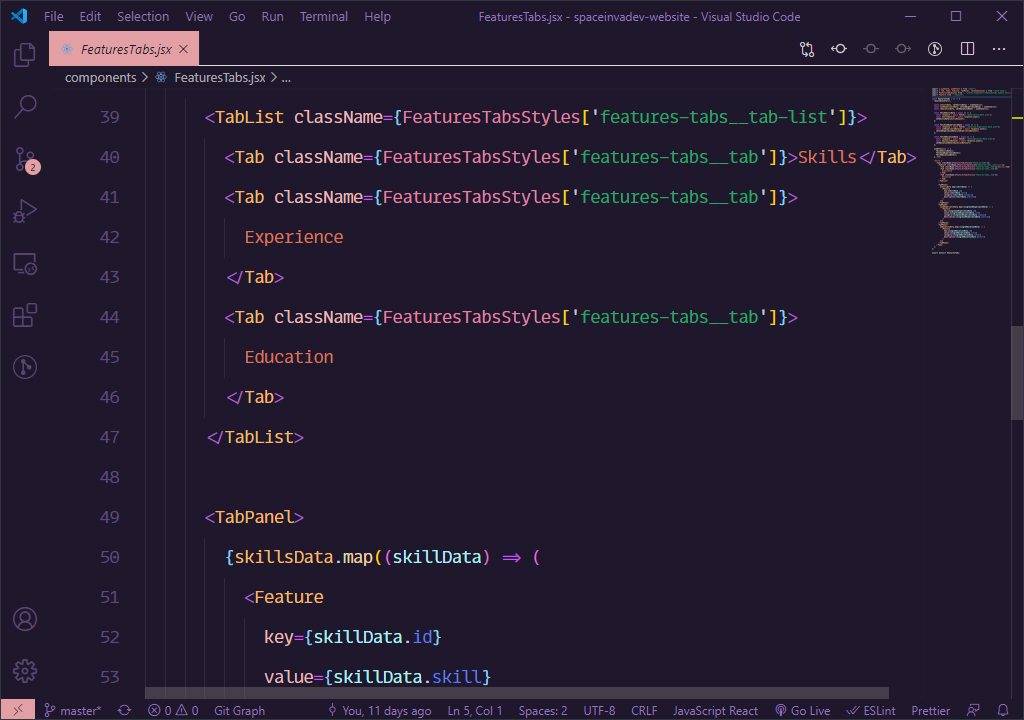 File Edit Selection View Go Run Terminal Help FeaturesTabs.jsx - spaceinvadev-website - Visual Studio Code
FeaturesTabs.jsx
components > FeaturesTabs.jsx > ...
39 <TabList className={FeaturesTabsStyles['features-tabs__tab-list']}>
40 <Tab className={FeaturesTabsStyles['features-tabs__tab']}>Skills</Tab>
41 <Tab className={FeaturesTabsStyles['features-tabs__tab']}>
42 Experience
43 </Tab>
44 <Tab className={FeaturesTabsStyles['features-tabs__tab']}>
45 Education
46 </Tab>
47 </TabList>
48
49 <TabPanel>
50 {skillsData.map((skillData) => (
51 <Feature
52 key={skillData.id}
53 value={skillData.skill}
2
master* 0 0 Git Graph You, 11 days ago Ln 5, Col 1 Spaces: 2 UTF-8 CRLF JavaScript React Go Live ESLint Prettier